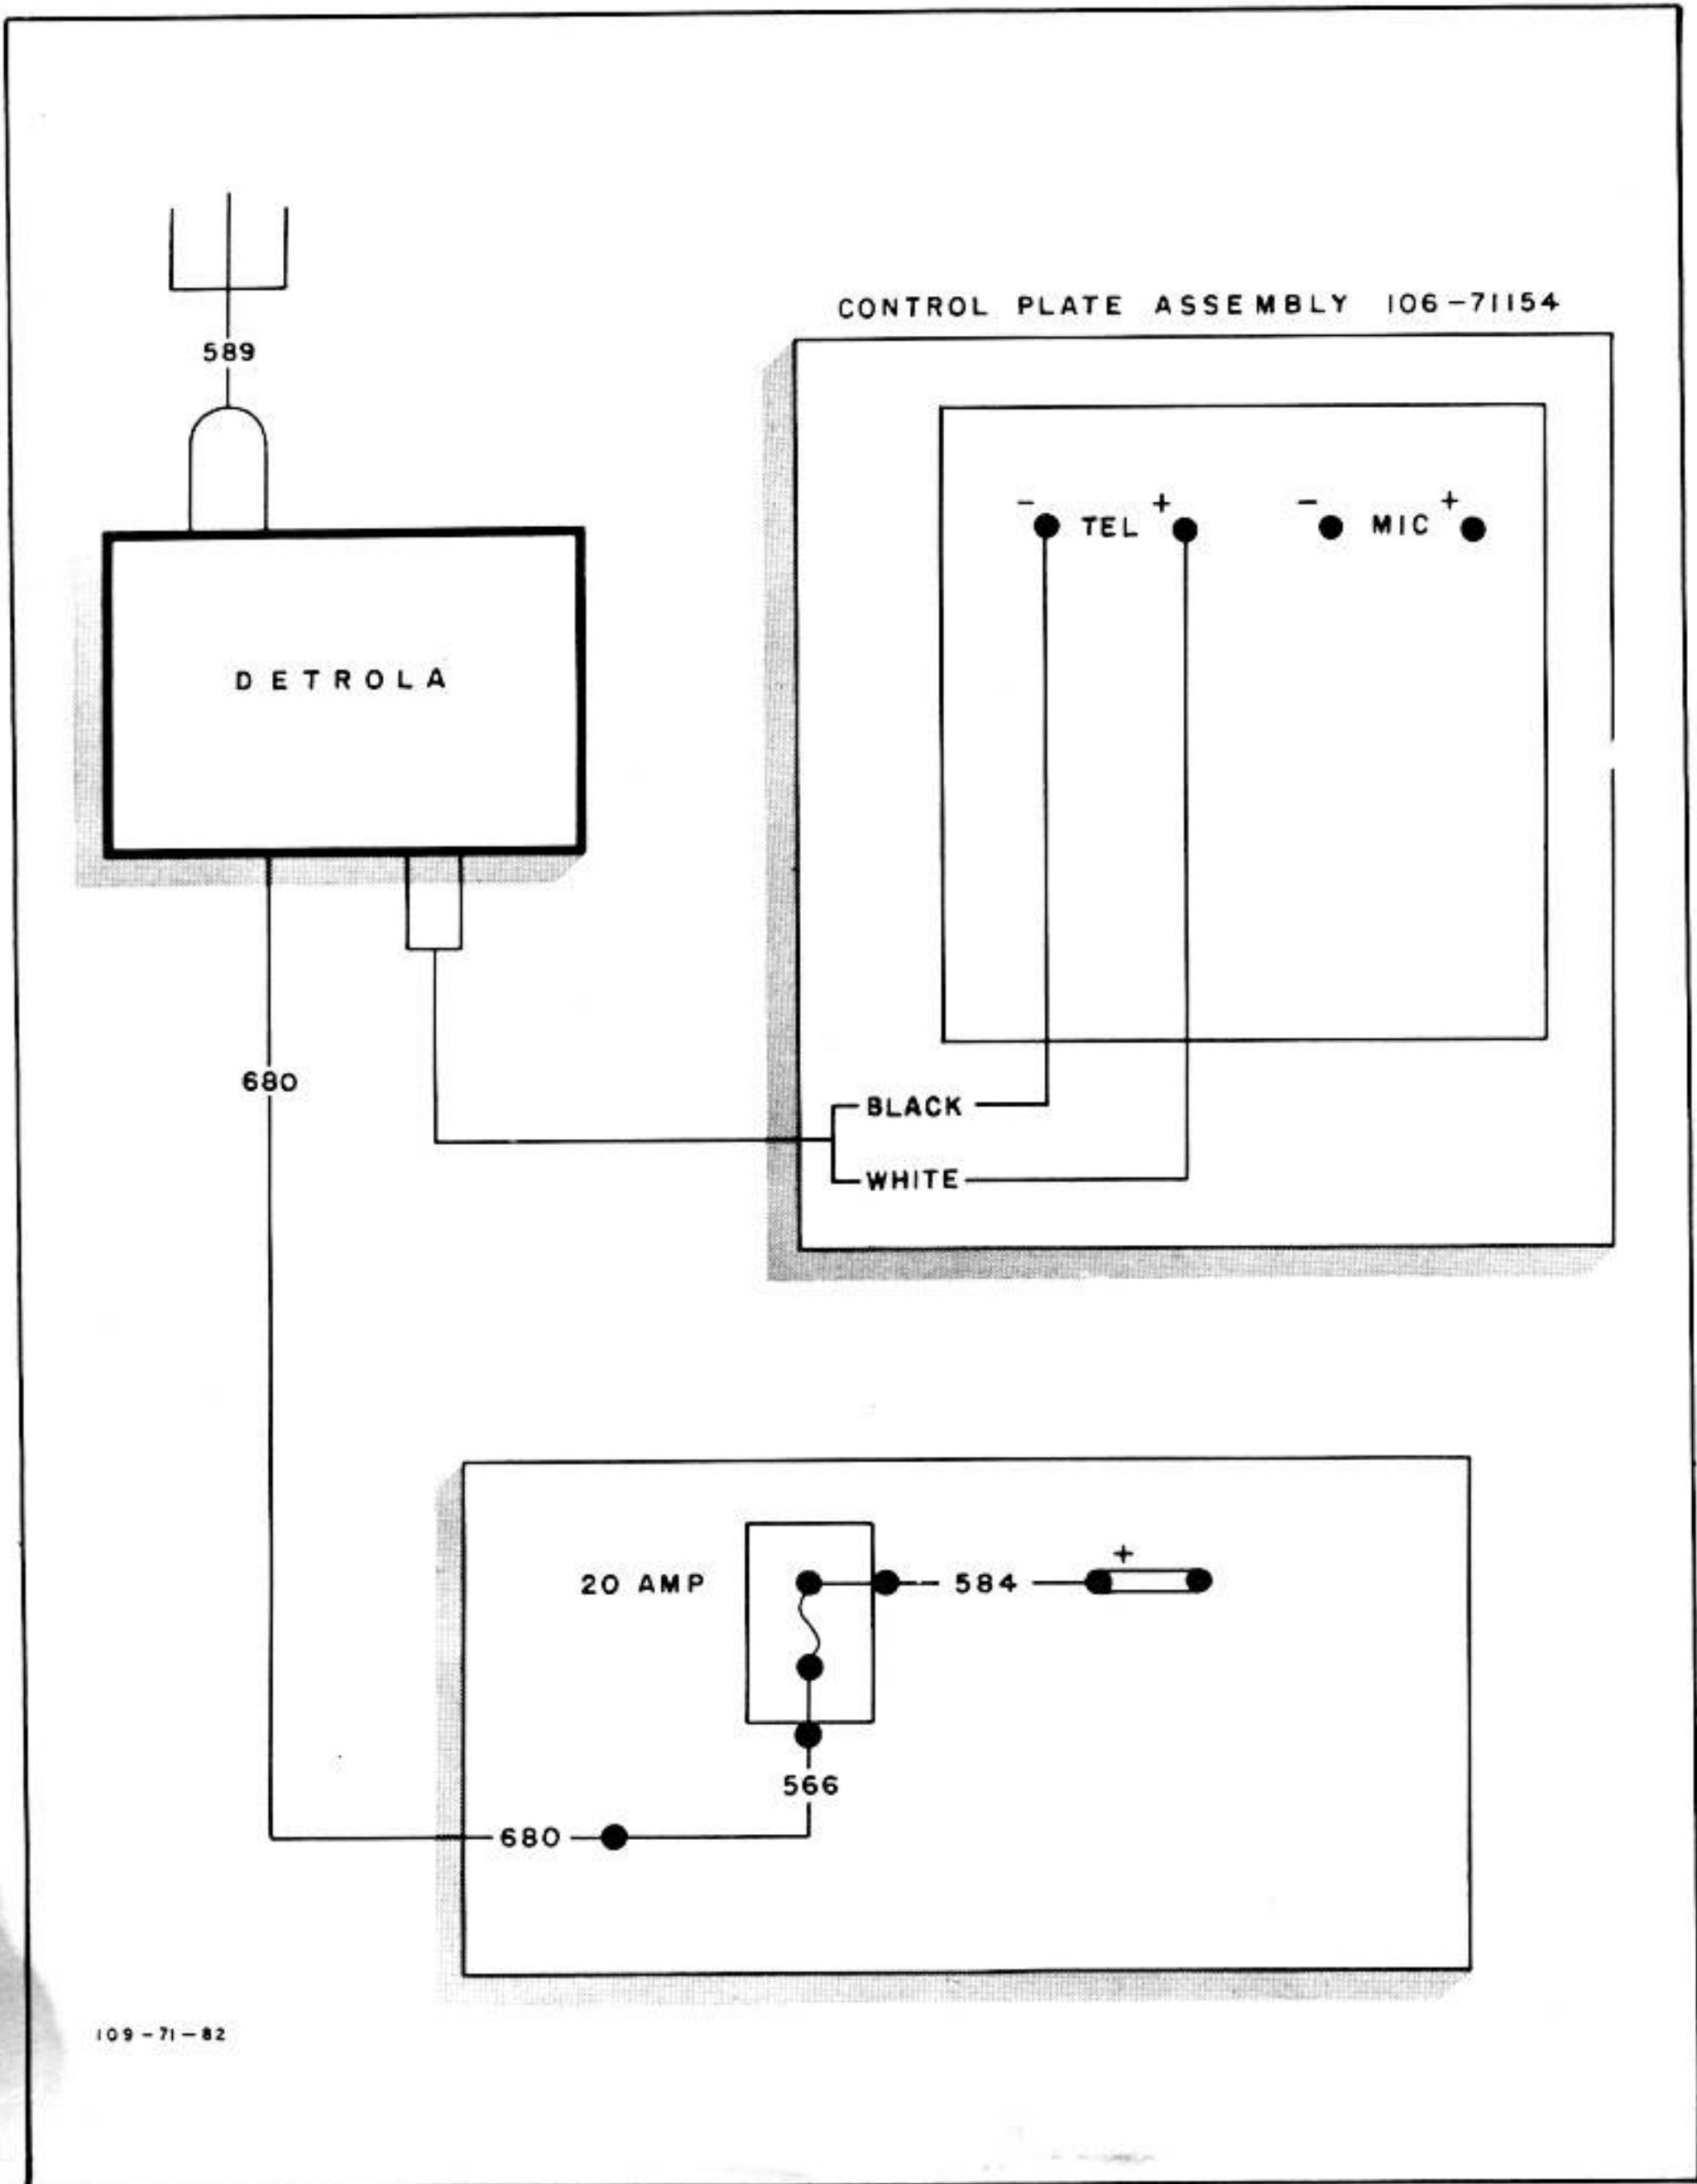 589
CONTROL PLATE ASSEMBLY 106-71154
- TEL + - MIC +
DETROLA
680
BLACK
WHITE
20 AMP
+
584
566
680
109-71-82